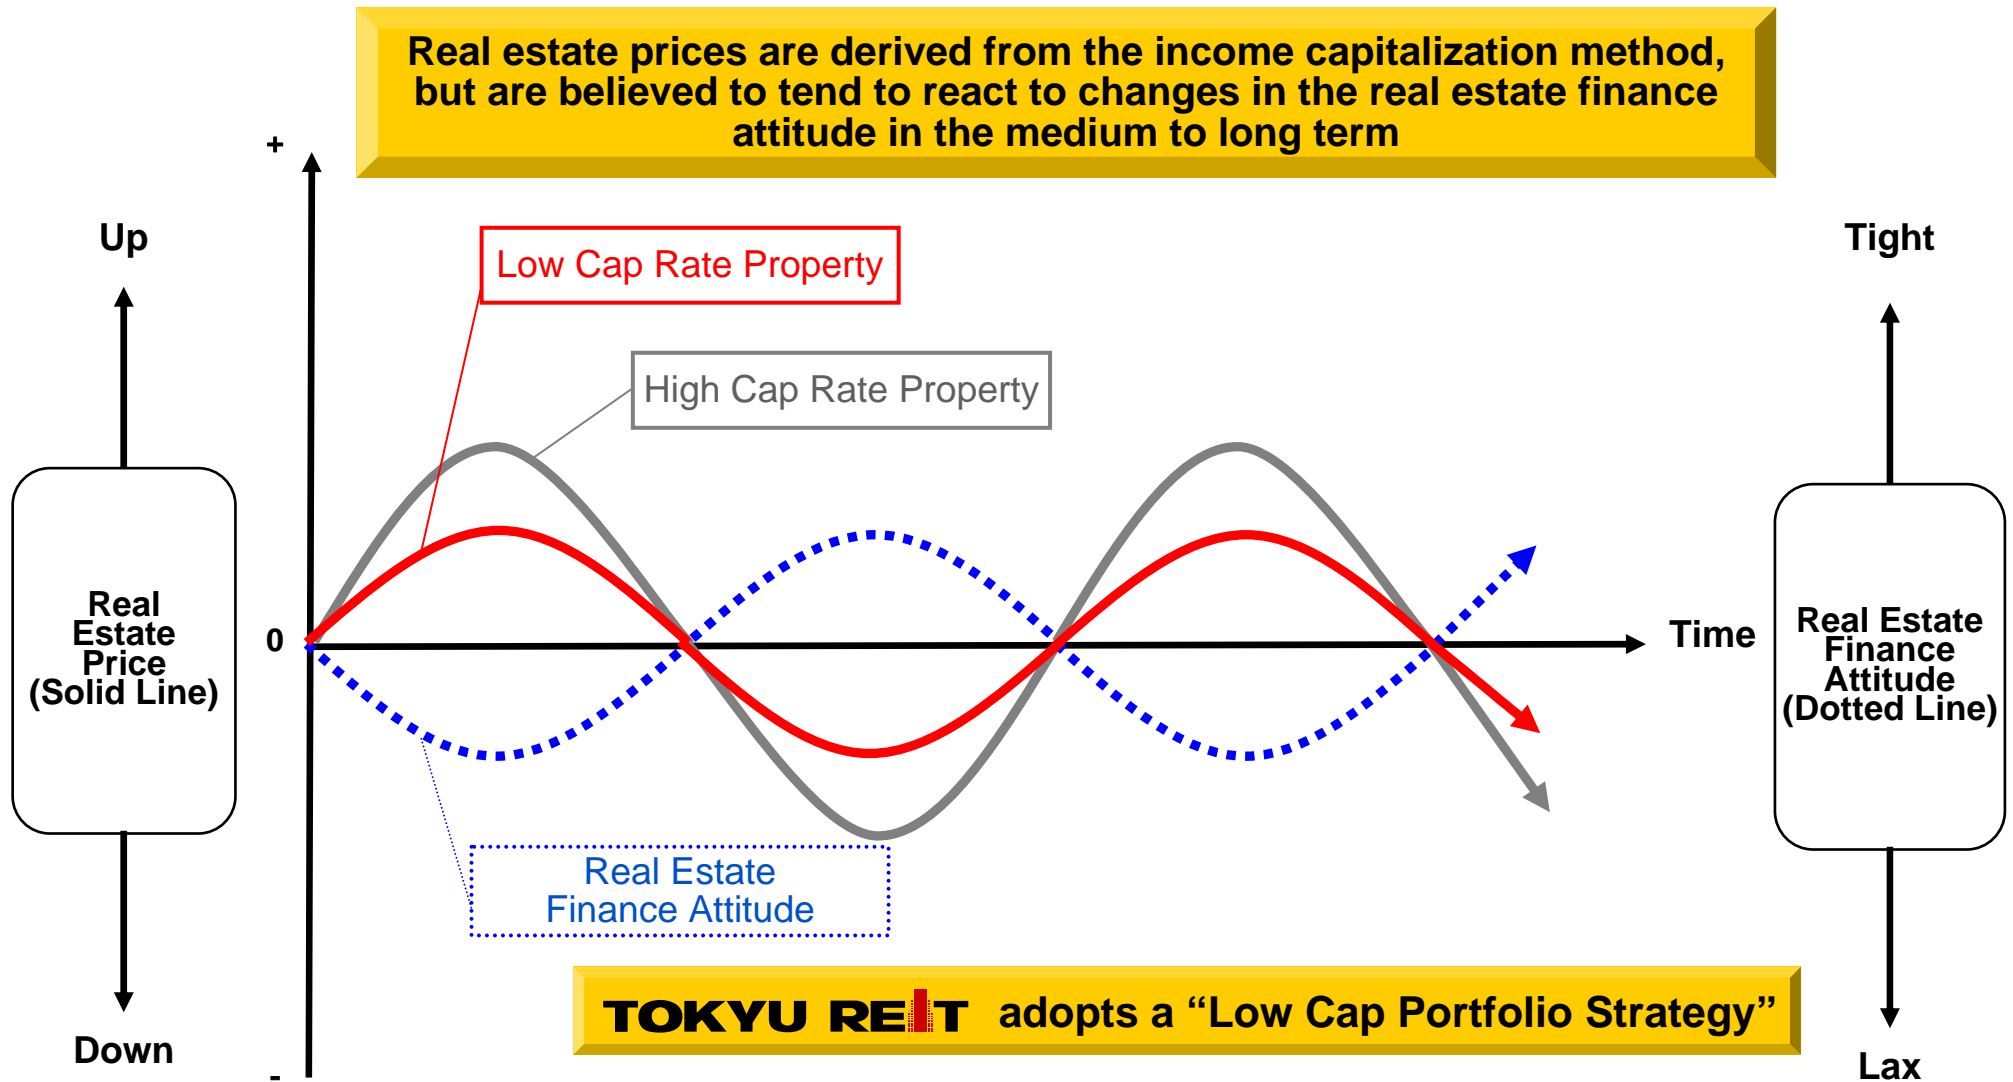 Real estate prices are derived from the income capitalization method,
but are believed to tend to react to changes in the real estate finance
attitude in the medium to long term
+
Up
Tight
Low Cap Rate Property
High Cap Rate Property
Real
Estate
Price
(Solid Line)
0
Time
Real Estate
Finance
Attitude
(Dotted Line)
Real Estate
Finance Attitude
TOKYU REIT adopts a “Low Cap Portfolio Strategy”
Down
-
Lax